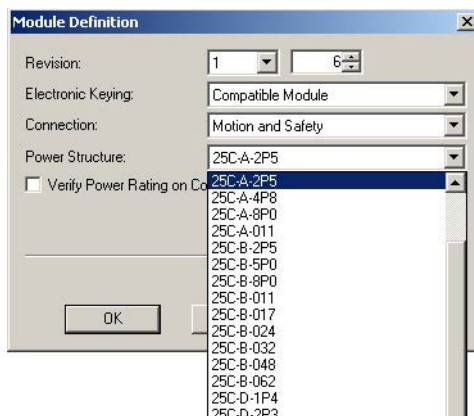 Module Definition
Revision: 1 6
Electronic Keying: Compatible Module
Connection: Motion and Safety
Power Structure: 25C-A-2P5
Verify Power Rating on Co
25C-A-2P5
25C-A-4P8
25C-A-8P0
25C-A-011
25C-B-2P5
25C-B-5P0
25C-B-8P0
25C-B-011
25C-B-017
25C-B-024
25C-B-032
25C-B-048
25C-B-062
25C-D-1P4
25C-D-2P3
OK